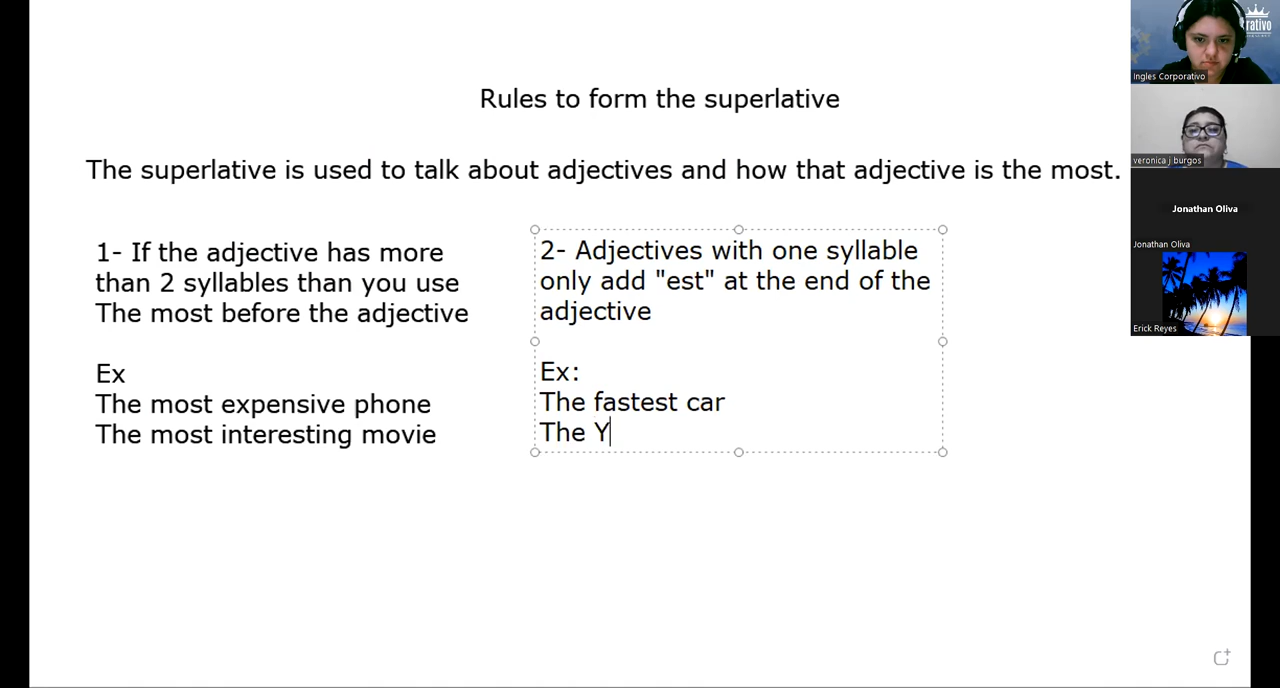 Rules to form the superlative
The superlative is used to talk about adjectives and how that adjective is the most.
1- If the adjective has more
than 2 syllables than you use
The most before the adjective
Ex
The most expensive phone
The most interesting movie
2- Adjectives with one syllable
only add "est" at the end of the
adjective
Ex:
The fastest car
The Y
rativo
Ingles Corporativo
veronica j burgos
Jonathan Oliva
Jonathan Oliva
Erick Reyes